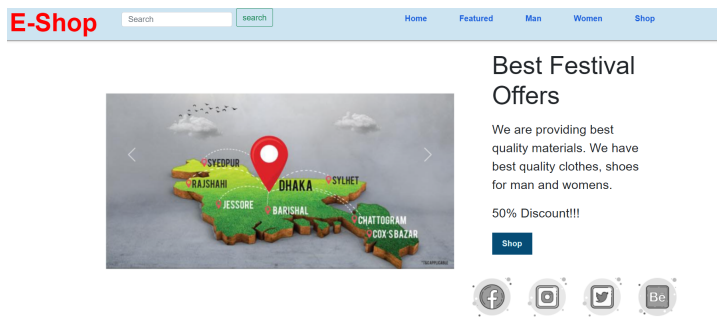 E-Shop
Search
search
Home
Featured
Man
Women
Shop
Best Festival
Offers
We are providing best
quality materials. We have
best quality clothes, shoes
for man and womens.
50% Discount!!!
Shop
SYEDPUR
RAJSHAHI
DHAKA
SYLHET
JESSORE
BARISHAL
CHATTOGRAM
COX'S BAZAR
Be